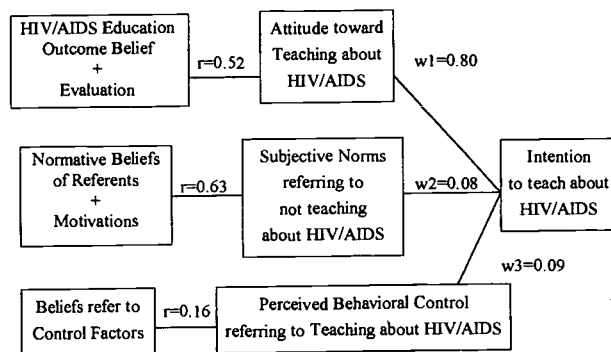 HIV/AIDS Education
Outcome Belief
+
Evaluation
r=0.52
Attitude toward
Teaching about
HIV/AIDS
w1=0.80
Normative Beliefs
of Referents
+
Motivations
r=0.63
Subjective Norms
referring to
not teaching
about HIV/AIDS
w2=0.08
Intention
to teach about
HIV/AIDS
w3=0.09
Beliefs refer to
Control Factors
r=0.16
Perceived Behavioral Control
referring to Teaching about HIV/AIDS